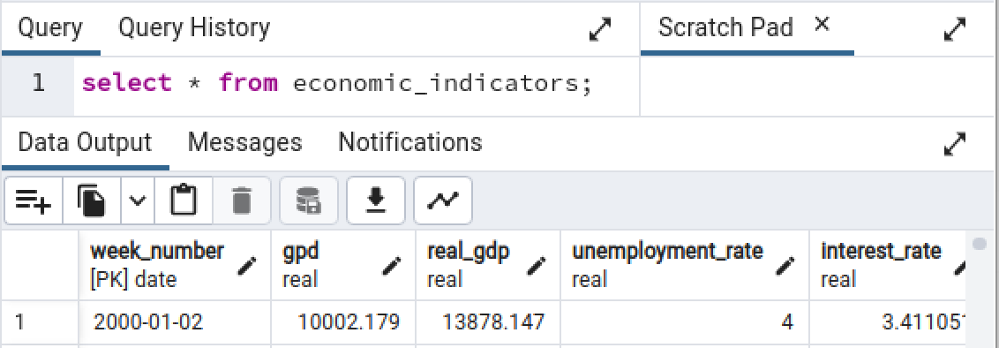 Query Query History Scratch Pad ×
1 select * from economic_indicators;
Data Output Messages Notifications
week_number gpd real_gdp unemployment_rate interest_rate
[PK] date real real real real
1 2000-01-02 10002.179 13878.147 4 3.41105